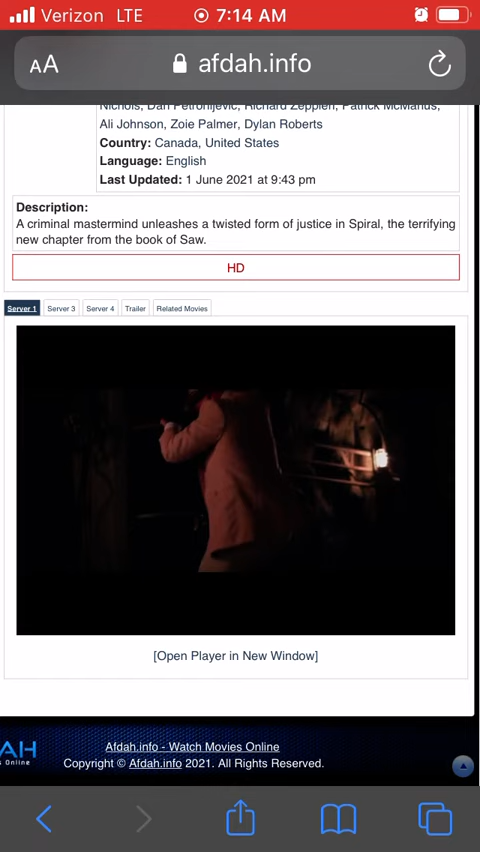 Verizon LTE 7:14 AM
AA afdah.info
Nichols, Dan Petronijevic, Richard Zeppieri, Patrick McManus,
Ali Johnson, Zoie Palmer, Dylan Roberts
Country: Canada, United States
Language: English
Last Updated: 1 June 2021 at 9:43 pm
Description:
A criminal mastermind unleashes a twisted form of justice in Spiral, the terrifying
new chapter from the book of Saw.
HD
Server 1 Server 3 Server 4 Trailer Related Movies
[Open Player in New Window]
AH
s Online
Afdah.info - Watch Movies Online
Copyright © Afdah.info 2021. All Rights Reserved.